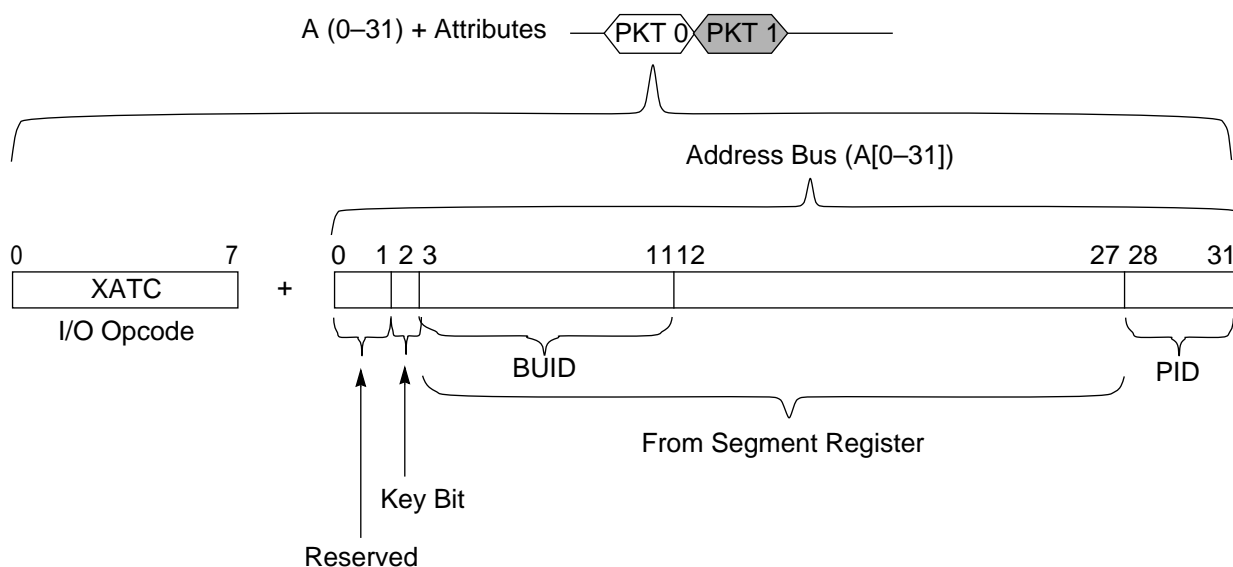 A (0–31) + Attributes PKT 0 PKT 1
Address Bus (A[0–31])
0 7 0 1 2 3 11 12 27 28 31
XATC +
I/O Opcode
BUID PID
From Segment Register
Key Bit
Reserved